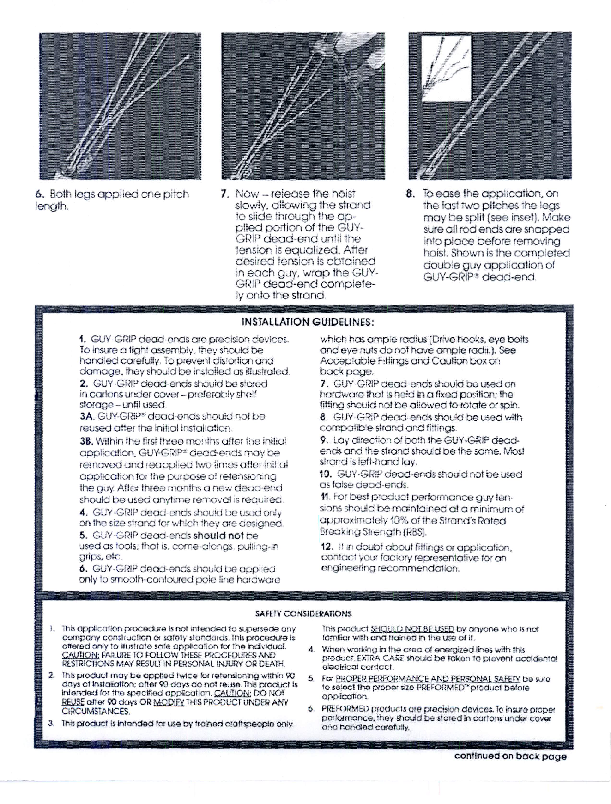 6. Both legs applied one pitch
length.
7. Now – release the hoist
slowly, allowing the strand
to slide through the ap-
plied portion of the GUY-
GRIP dead-end until the
tension is equalized. After
desired tension is obtained
in each guy, wrap the GUY-
GRIP dead-end complete-
ly onto the strand.
8. To ease the application, on
the last two pitches the legs
may be split (see inset). Make
sure all rod ends are snapped
into place before removing
hoist. Shown is the completed
double guy application of
GUY-GRIP® dead-end.
INSTALLATION GUIDELINES:
1. GUY-GRIP dead-ends are precision devices.
To insure a tight assembly, they should be
handled carefully. To prevent distortion and
damage, they should be installed as illustrated.
2. GUY-GRIP dead-ends should be stored
in cartons under cover – preferably shelf
storage – until used.
3A. GUY-GRIP® dead-ends should not be
reused after the initial installation.
3B. Within the first three months after the initial
application, GUY-GRIP® dead-ends may be
removed and reapplied two times after initial
application for the purpose of retensioning
the guy. After three months a new dead-end
should be used anytime removal is required.
4. GUY-GRIP dead-ends should be used only
on the size strand for which they are designed.
5. GUY-GRIP dead-ends should not be
used as tools; that is, come-alongs, pulling-in
grips, etc.
6. GUY-GRIP dead-ends should be applied
only to smooth-contoured pole line hardware
which has ample radius (Drive hooks, eye bolts
and eye nuts do not have ample radii.). See
Acceptable Fittings and Caution box on
back page.
7. GUY-GRIP dead-ends should be used on
hardware that is held in a fixed position; the
fitting should not be allowed to rotate or spin.
8. GUY-GRIP dead-ends should be used with
compatible strand and fittings.
9. Lay direction of both the GUY-GRIP dead-
ends and the strand should be the same. Most
strand is left-hand lay.
10. GUY-GRIP dead-ends should not be used
as false dead-ends.
11. For best product performance guy ten-
sions should be maintained at a minimum of
approximately 10% of the Strand's Rated
Breaking Strength (RBS).
12. If in doubt about fittings or application,
contact your factory representative for an
engineering recommendation.
SAFETY CONSIDERATIONS
1. This application procedure is not intended to supersede any
company construction or safety standards. This procedure is
offered only to illustrate safe application for the individual.
CAUTION: FAILURE TO FOLLOW THESE PROCEDURES AND
RESTRICTIONS MAY RESULT IN PERSONAL INJURY OR DEATH.
2. This product may be applied twice for retensioning within 90
days of installation; after 90 days do not reuse. This product is
intended for the specified application. CAUTION: DO NOT
REUSE after 90 days OR MODIFY THIS PRODUCT UNDER ANY
CIRCUMSTANCES.
3. This product is intended for use by trained craftspeople only.
This product SHOULD NOT BE USED by anyone who is not
familiar with and trained in the use of it.
4. When working in the area of energized lines with this
product, EXTRA CARE should be taken to prevent accidental
electrical contact.
5. For PROPER PERFORMANCE AND PERSONAL SAFETY be sure
to select the proper size PREFORMED™ product before
application.
6. PREFORMED products are precision devices. To insure proper
performance, they should be stored in cartons under cover
and handled carefully.
continued on back page